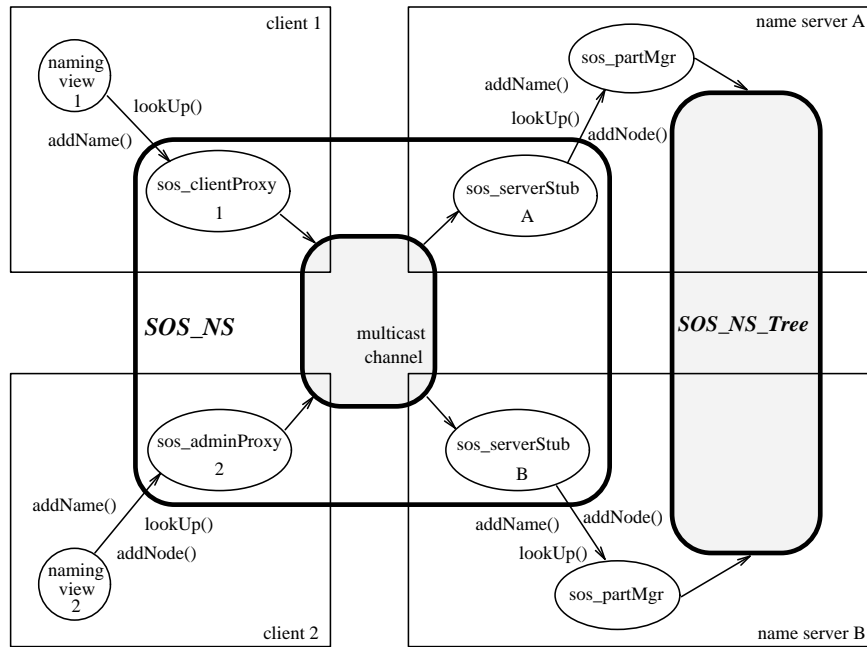 client 1
name server A
naming
view
1
sos_partMgr
addName()
lookUp()
lookUp()
addName()
addNode()
sos_clientProxy
1
sos_serverStub
A
SOS_NS
multicast
channel
SOS_NS_Tree
sos_adminProxy
2
sos_serverStub
B
addName()
lookUp()
addNode()
addName()
addNode()
lookUp()
naming
view
2
sos_partMgr
client 2
name server B